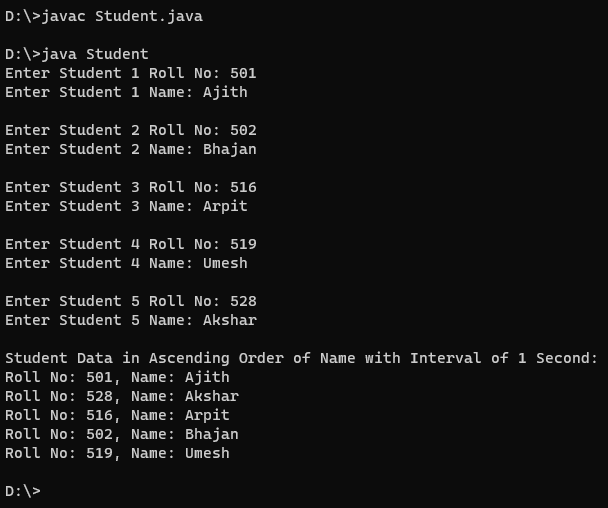 D:\>javac Student.java
D:\>java Student
Enter Student 1 Roll No: 501
Enter Student 1 Name: Ajith
Enter Student 2 Roll No: 502
Enter Student 2 Name: Bhajan
Enter Student 3 Roll No: 516
Enter Student 3 Name: Arpit
Enter Student 4 Roll No: 519
Enter Student 4 Name: Umesh
Enter Student 5 Roll No: 528
Enter Student 5 Name: Akshar
Student Data in Ascending Order of Name with Interval of 1 Second:
Roll No: 501, Name: Ajith
Roll No: 528, Name: Akshar
Roll No: 516, Name: Arpit
Roll No: 502, Name: Bhajan
Roll No: 519, Name: Umesh
D:\>